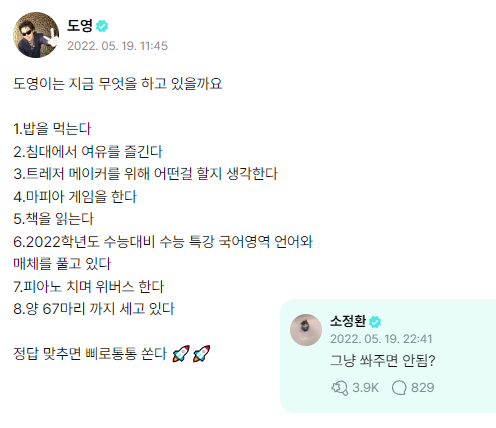 도영
2022. 05. 19. 11:45
도영이는 지금 무엇을 하고 있을까요
1.밥을 먹는다
2.침대에서 여유를 즐긴다
3.트레저 메이커를 위해 어떤걸 할지 생각한다
4.마피아 게임을 한다
5.책을 읽는다
6.2022학년도 수능대비 수능 특강 국어영역 언어와
매체를 풀고 있다
7.피아노 치며 위버스 한다
8.양 67마리 까지 세고 있다
정답 맞추면 삐로통통 쏜다 🚀🚀
소정환
2022. 05. 19. 22:41
그냥 쏴주면 안됨?
3.9K 829